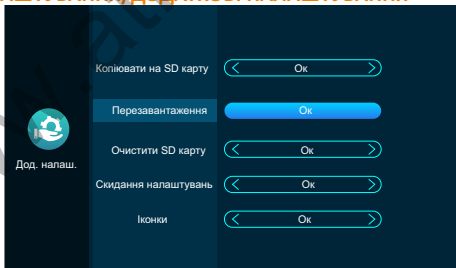 Копіювати на SD карту
Ок
Перезавантаження
Ок
Очистити SD карту
Ок
Дод. налаш.
Скидання налаштувань
Ок
Іконки
Ок